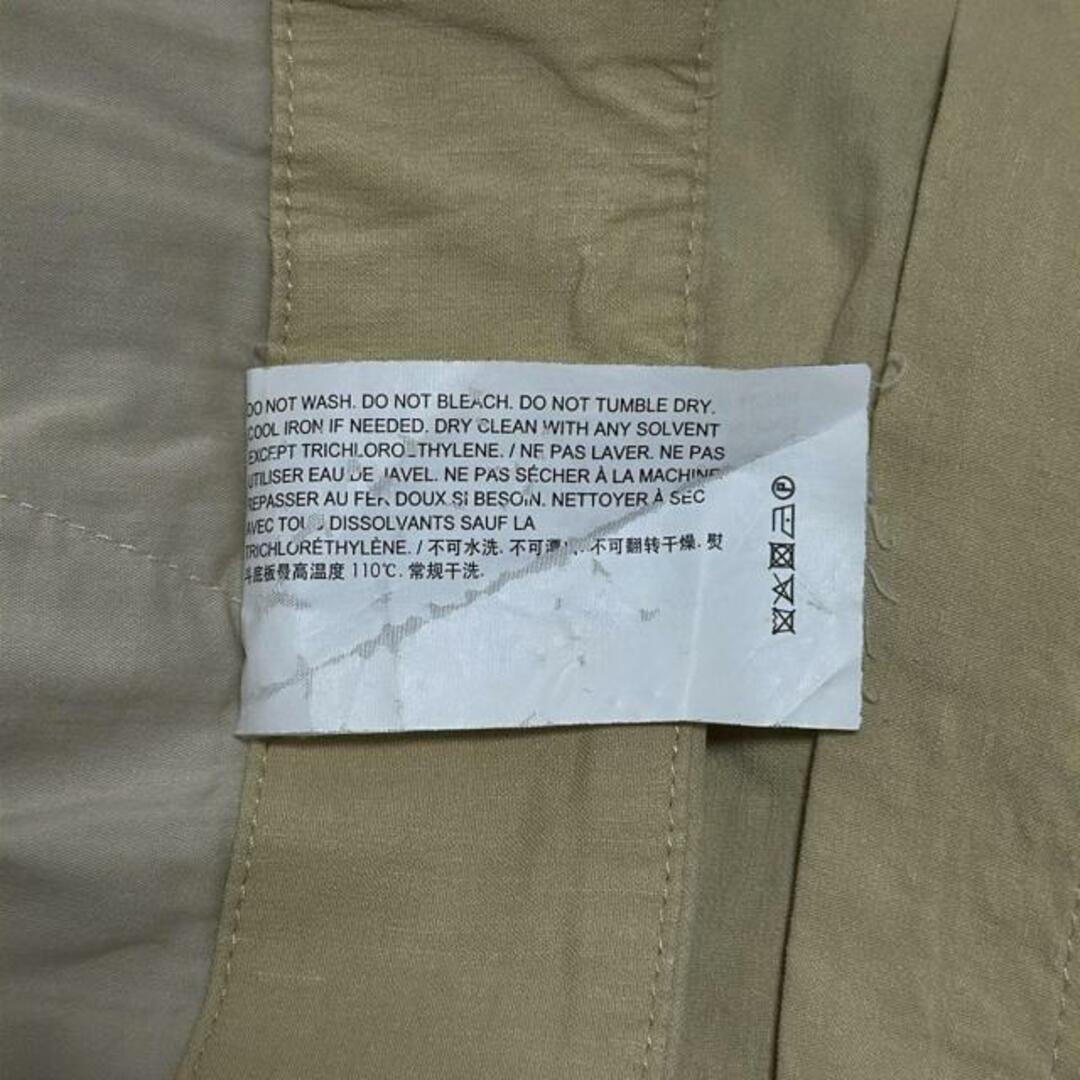 DO NOT WASH. DO NOT BLEACH. DO NOT TUMBLE DRY.
COOL IRON IF NEEDED. DRY CLEAN WITH ANY SOLVENT
EXCEPT TRICHLOROETHYLENE. / NE PAS LAVER. NE PAS
UTILISER EAU DE JAVEL. NE PAS SÉCHER À LA MACHINE.
REPASSER AU FER DOUX SI BESOIN. NETTOYER À SEC
AVEC TOUS DISSOLVANTS SAUF LA
TRICHLORÉTHYLÈNE. / 不可水洗. 不可漂白. 不可翻转干燥. 熨
斗底板最高温度 110℃. 常规干洗.
P